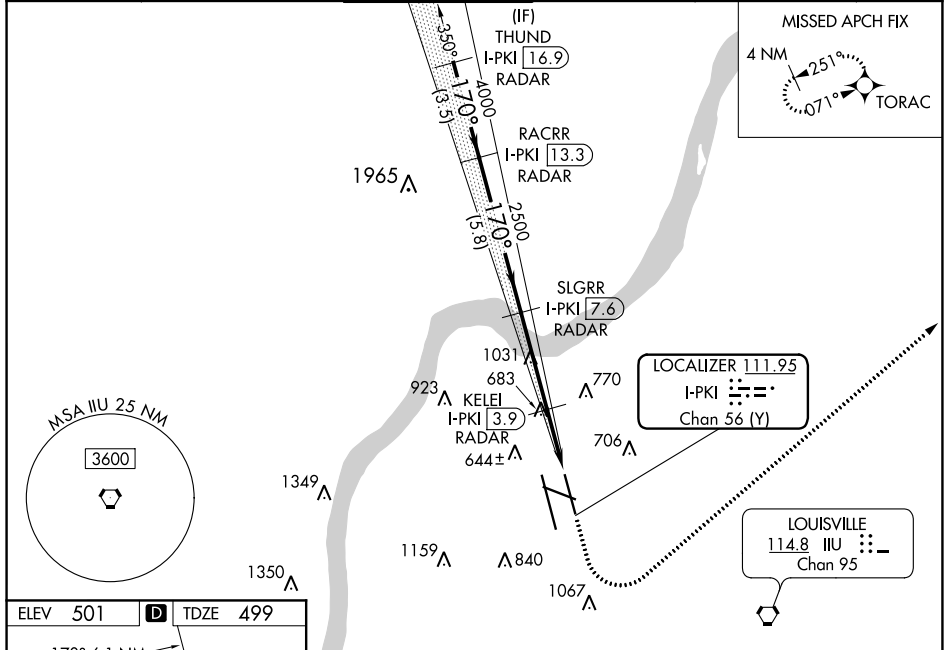 (IF)
THUND
I-PKI 16.9
RADAR
350°
170°
4000
(3.5)
MISSED APCH FIX
4 NM
251°
071°
TORAC
RACRR
I-PKI 13.3
RADAR
1965
170°
2500
(5.8)
SLGRR
I-PKI 7.6
RADAR
1031
683
923
770
KELEI
I-PKI 3.9
RADAR
644±
706
LOCALIZER 111.95
I-PKI
Chan 56 (Y)
MSA IIU 25 NM
3600
1349
1159
840
1350
1067
LOUISVILLE
114.8 IIU
Chan 95
ELEV 501 D TDZE 499